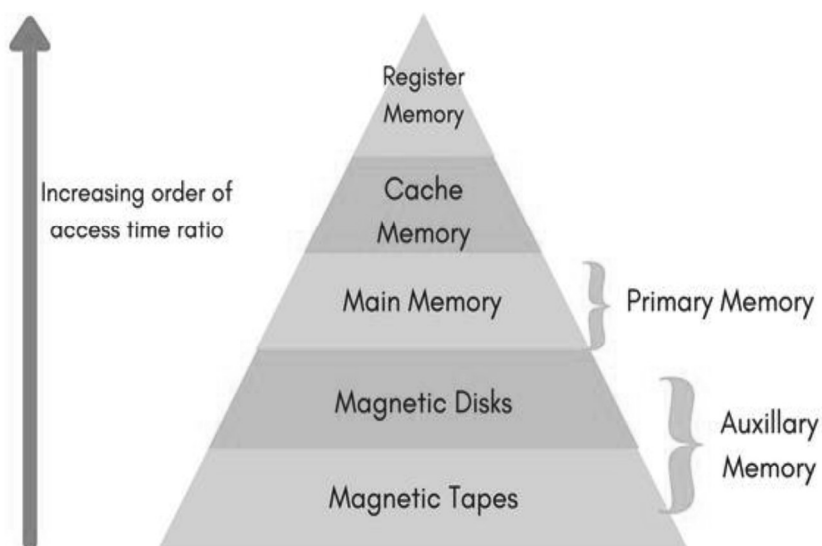 Register
Memory
Cache
Memory
Increasing order of
access time ratio
Main Memory
Primary Memory
Magnetic Disks
Auxillary
Memory
Magnetic Tapes